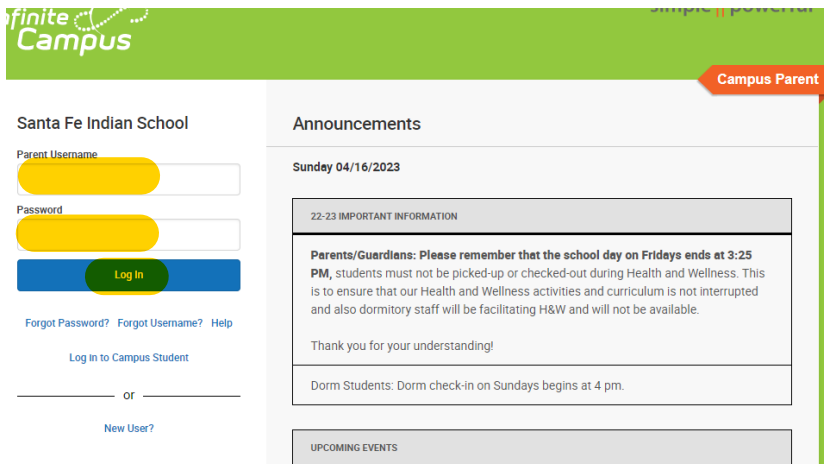 nfinite
Campus
simple || powerful
Campus Parent
Santa Fe Indian School
Parent Username
Password
Log In
Forgot Password? Forgot Username? Help
Log in to Campus Student
or
New User?
Announcements
Sunday 04/16/2023
22-23 IMPORTANT INFORMATION
Parents/Guardians: Please remember that the school day on Fridays ends at 3:25
PM, students must not be picked-up or checked-out during Health and Wellness. This
is to ensure that our Health and Wellness activities and curriculum is not interrupted
and also dormitory staff will be facilitating H&W and will not be available.
Thank you for your understanding!
Dorm Students: Dorm check-in on Sundays begins at 4 pm.
UPCOMING EVENTS